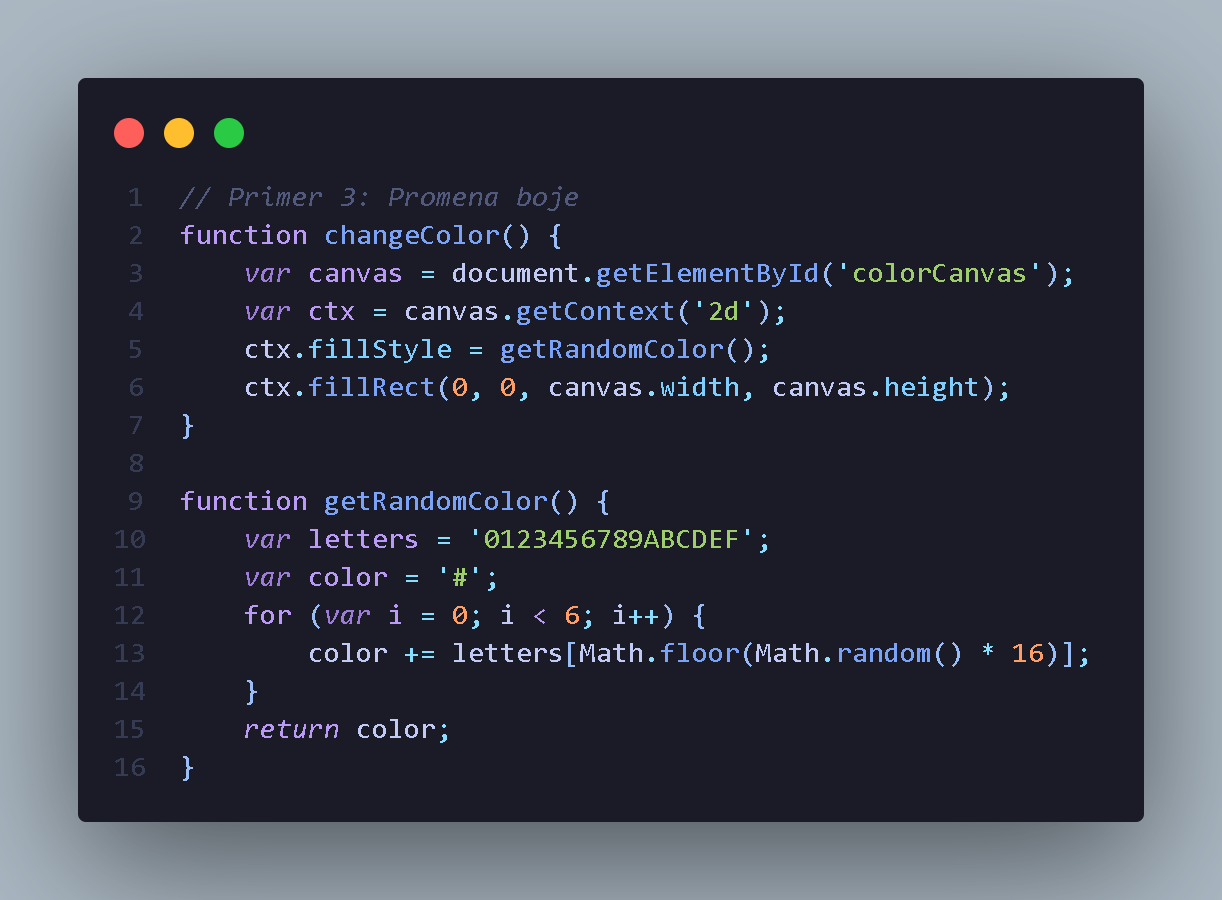 1 // Primer 3: Promena boje
2 function changeColor() {
3     var canvas = document.getElementById('colorCanvas');
4     var ctx = canvas.getContext('2d');
5     ctx.fillStyle = getRandomColor();
6     ctx.fillRect(0, 0, canvas.width, canvas.height);
7 }
8
9 function getRandomColor() {
10     var letters = '0123456789ABCDEF';
11     var color = '#';
12     for (var i = 0; i < 6; i++) {
13         color += letters[Math.floor(Math.random() * 16)];
14     }
15     return color;
16 }